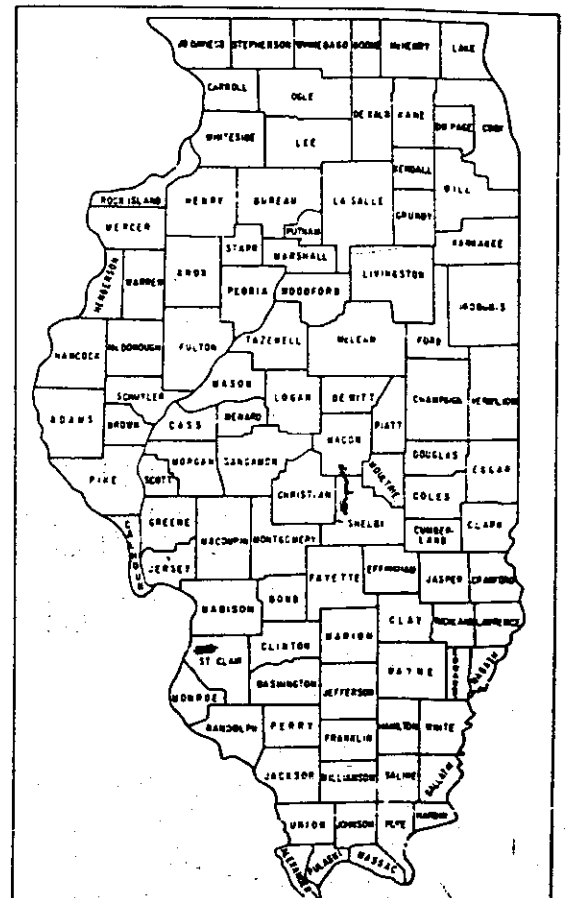 JO DAVIESS STEPHENSON WINNEBAGO BOONE McHENRY LAKE
CARROLL OGLE DE KALB KANE DU PAGE COOK
WHITESIDE LEE KENDALL WILL
ROCK ISLAND HENRY BUREAU LA SALLE GRUNDY
MERCER PUTNAM KANKAKEE
HENDERSON WARREN KNOX STARK MARSHALL LIVINGSTON
PEORIA WOODFORD IROQUOIS
HANCOCK McDONOUGH FULTON TAZEWELL McLEAN FORD
MASON
SCHUYLER LOGAN DEWITT CHAMPAIGN VERMILION
ADAMS BROWN CASS MENARD PIATT
MACON
PIKE SCOTT MORGAN SANGAMON MOULTRIE DOUGLAS EDGAR
CHRISTIAN COLES
GREENE SHELBY CUMBER-
LAND CLARK
CALHOUN MACOUPIN MONTGOMERY
JERSEY FAYETTE EFFINGHAM JASPER CRAWFORD
MADISON BOND
CLAY RICHLAND LAWRENCE
ST CLAIR CLINTON MARION WAYNE EDWARDS WABASH
WASHINGTON JEFFERSON
MONROE
RANDOLPH PERRY FRANKLIN HAMILTON WHITE
JACKSON WILLIAMSON SALINE GALLATIN
UNION JOHNSON POPE HARDIN
ALEXANDER PULASKI MASSAC